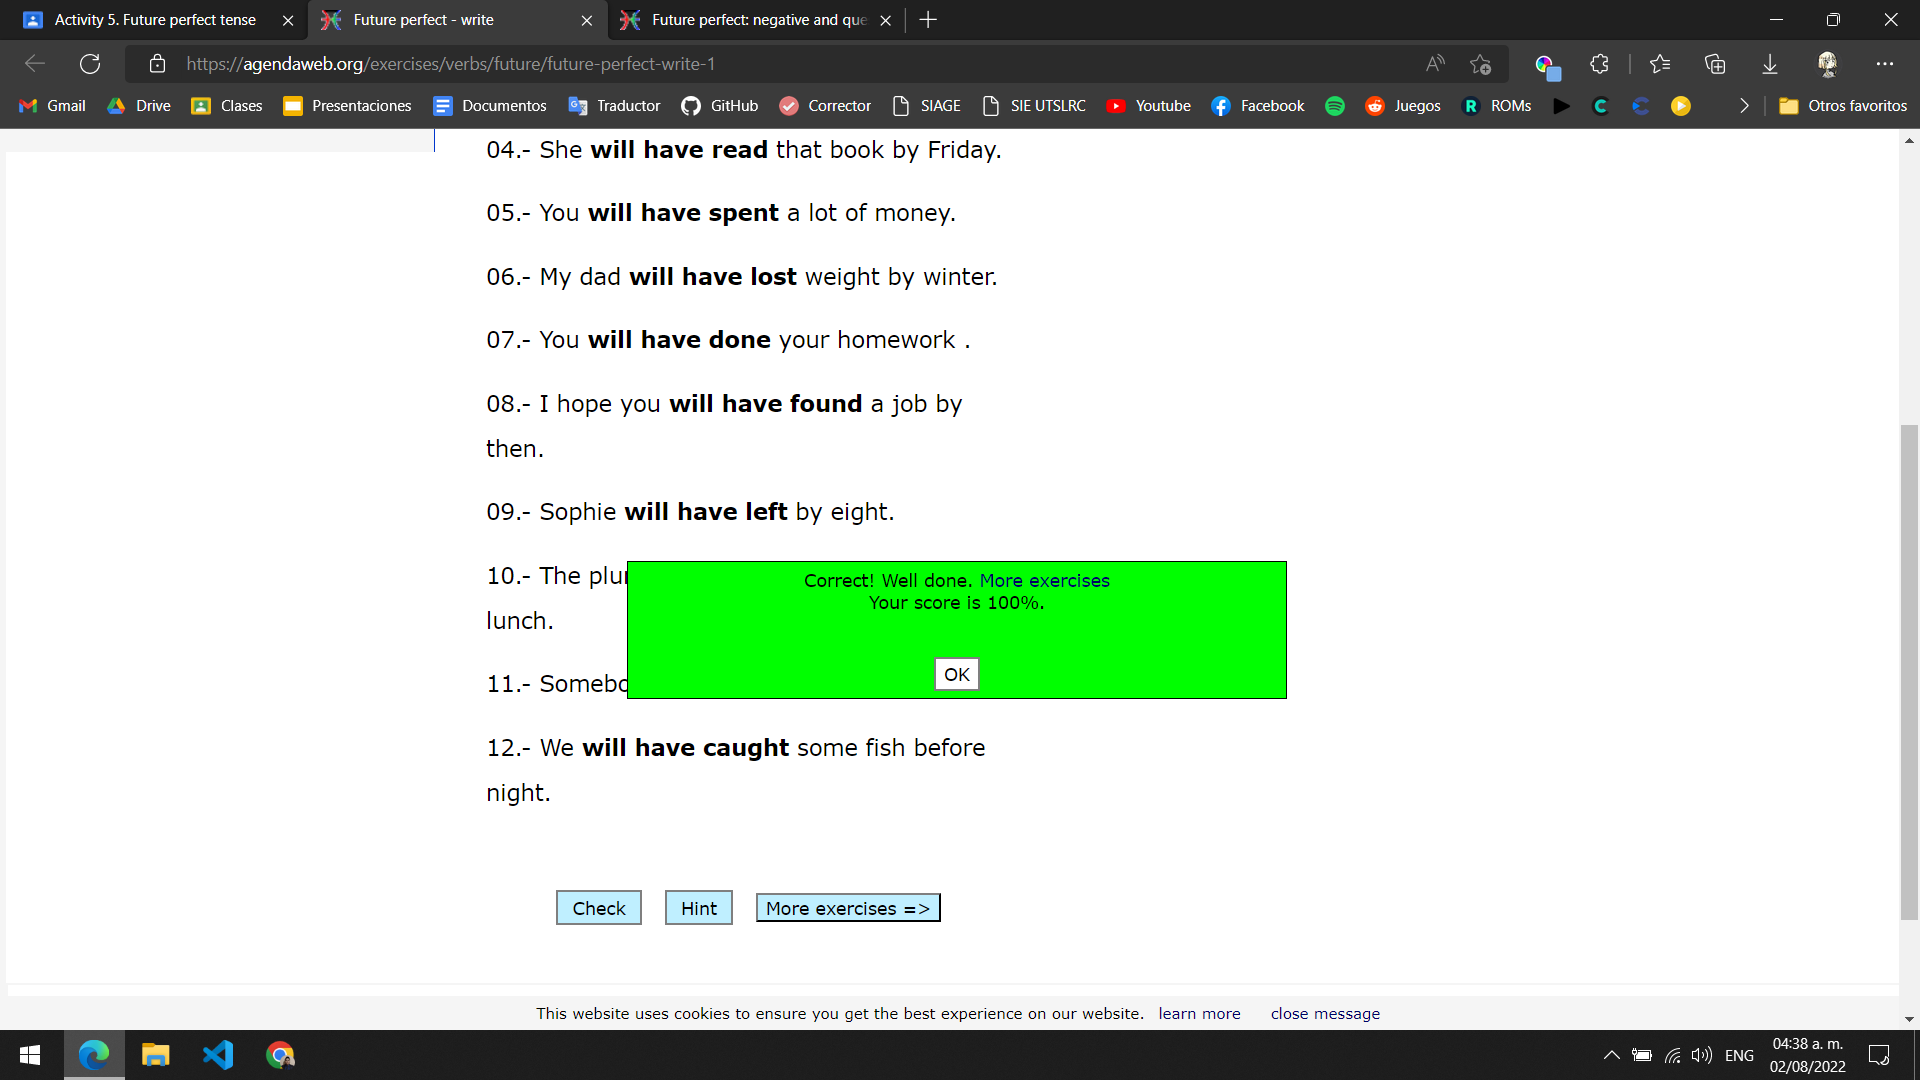 Activity 5. Future perfect tense
Future perfect - write
Future perfect: negative and que
https://agendaweb.org/exercises/verbs/future/future-perfect-write-1
Gmail Drive Clases Presentaciones Documentos Traductor GitHub Corrector SIAGE SIE UTSLRC Youtube Facebook Juegos ROMs Otros favoritos
04.- She will have read that book by Friday.
05.- You will have spent a lot of money.
06.- My dad will have lost weight by winter.
07.- You will have done your homework .
08.- I hope you will have found a job by
then.
09.- Sophie will have left by eight.
10.- The plu
lunch.
11.- Somebo
Correct! Well done. More exercises
Your score is 100%.
OK
12.- We will have caught some fish before
night.
Check Hint More exercises =>
This website uses cookies to ensure you get the best experience on our website. learn more close message
ENG
04:38 a. m.
02/08/2022